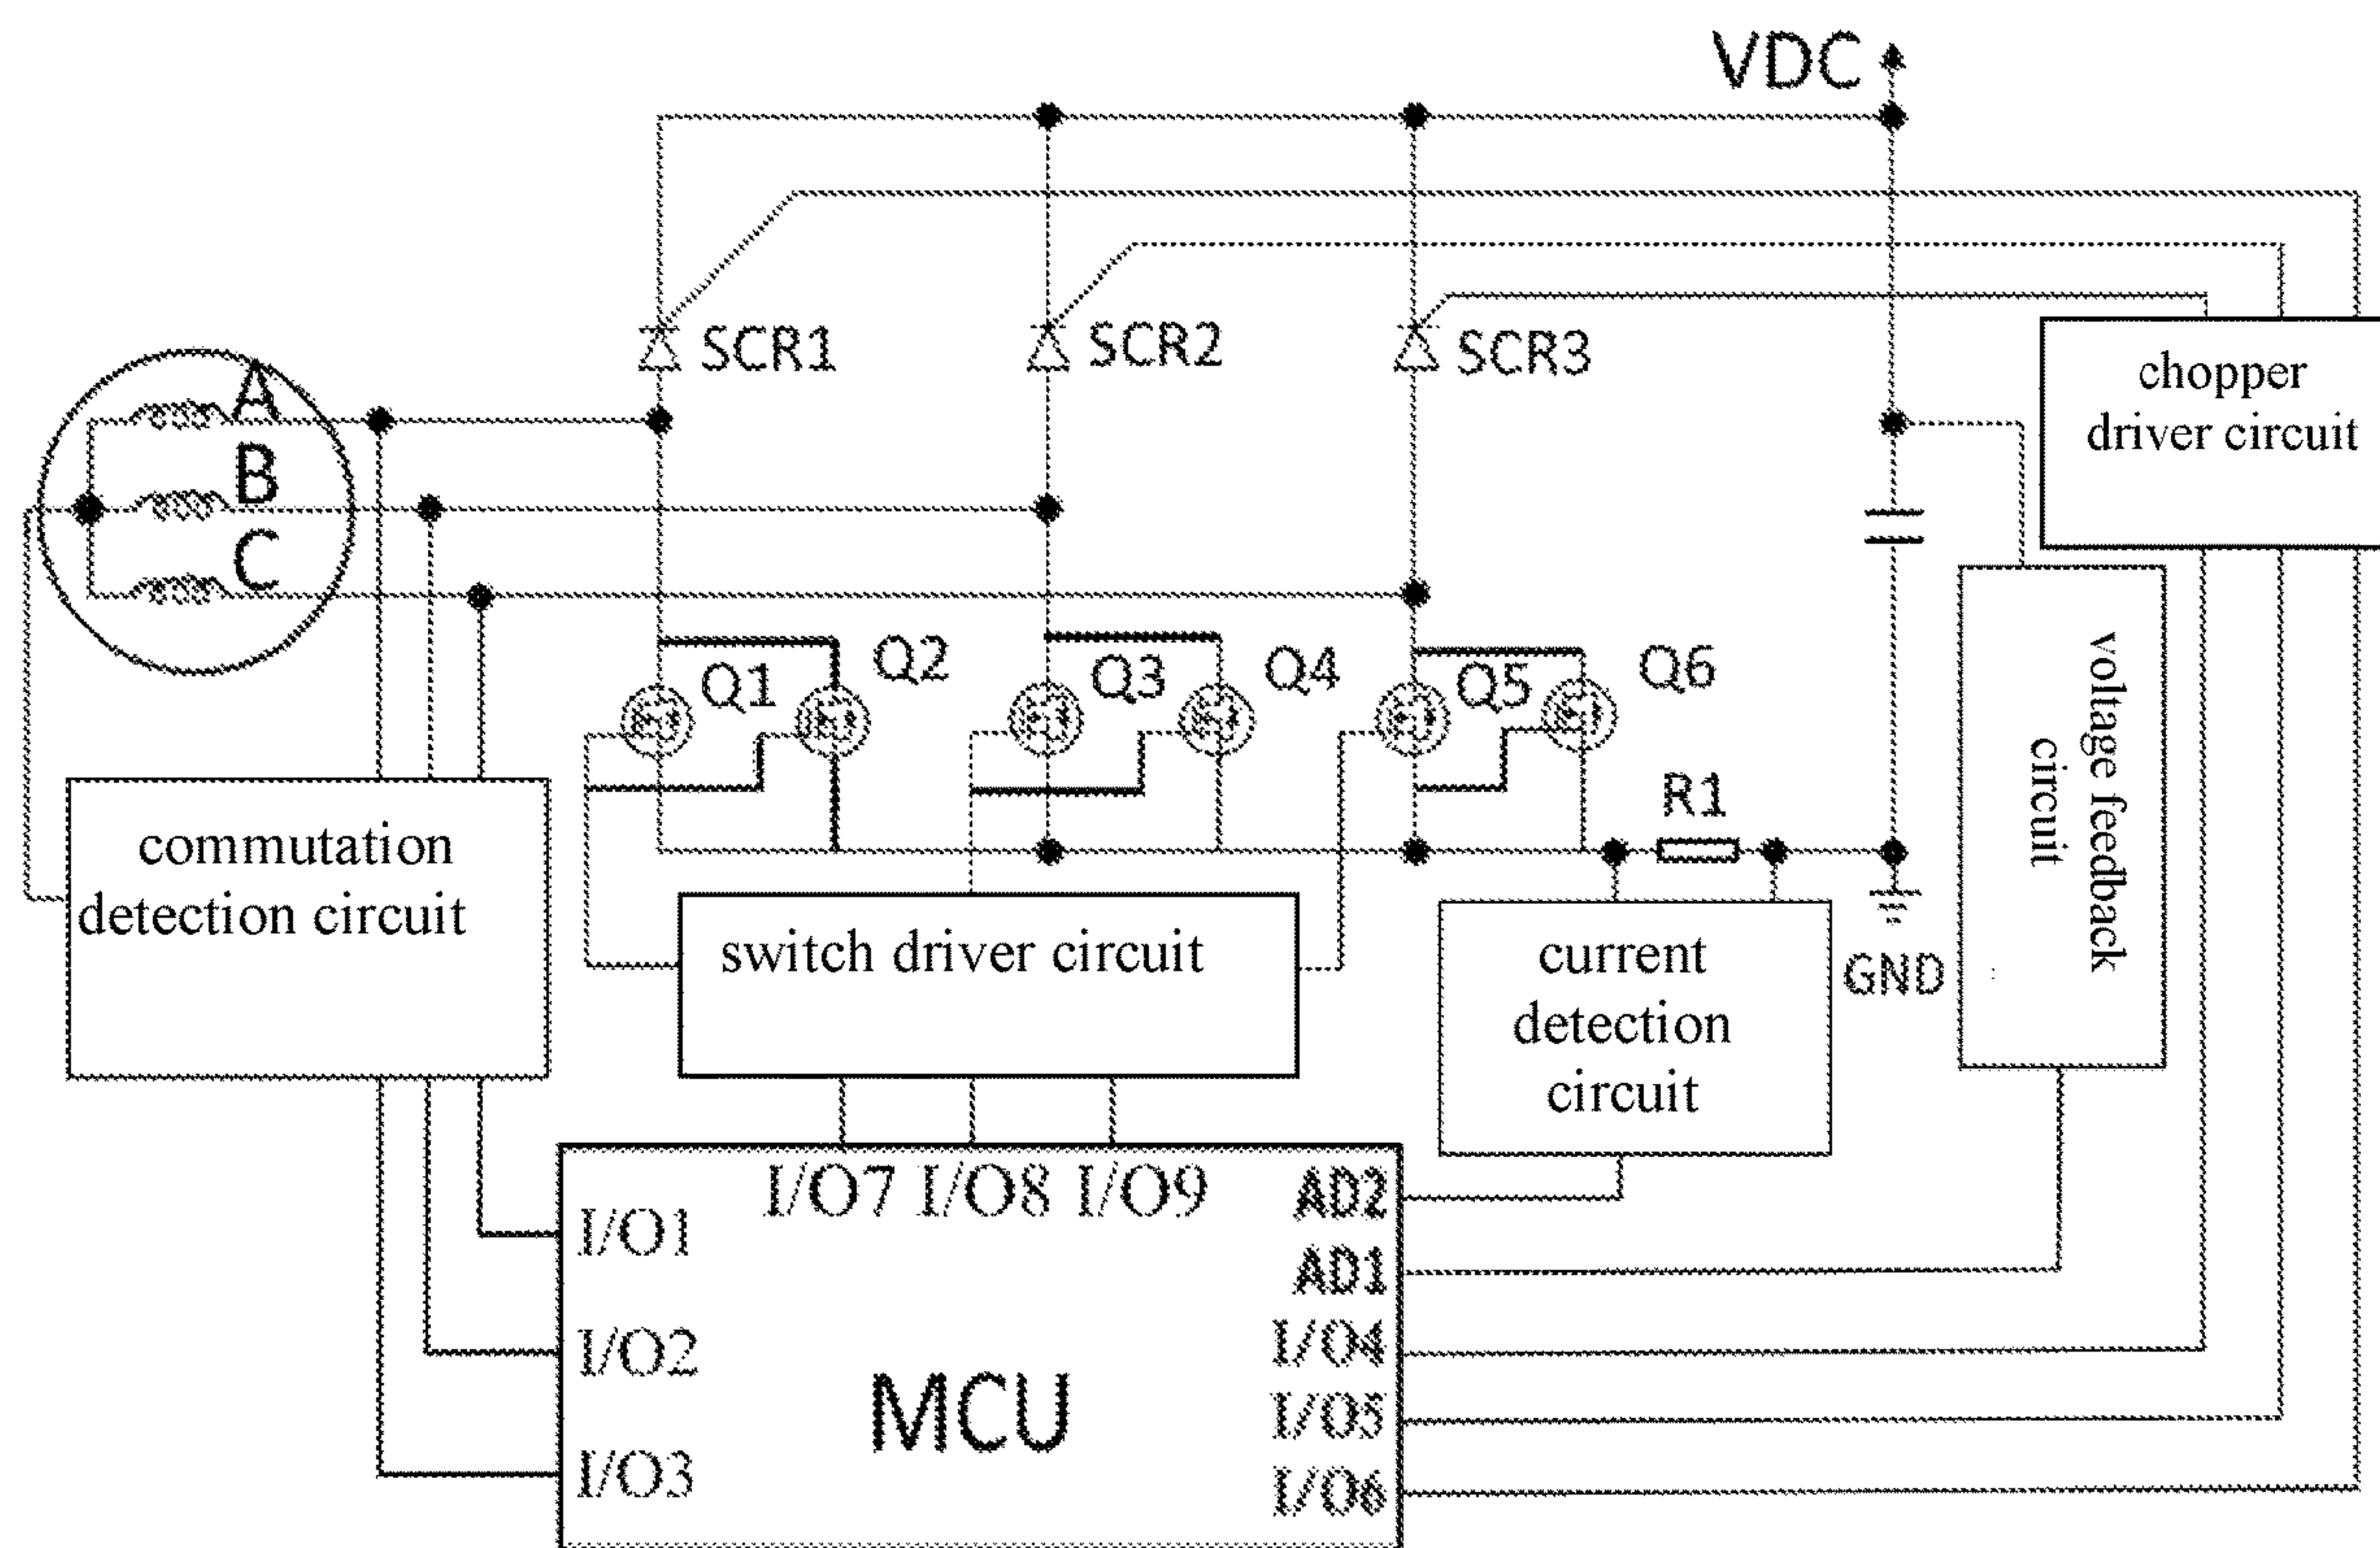 VDC
SCR1
SCR2
SCR3
chopper
driver circuit
A
B
C
Q1
Q2
Q3
Q4
Q5
Q6
R1
voltage feedback
circuit
commutation
detection circuit
switch driver circuit
current
detection
circuit
GND
I/O7 I/O8 I/O9
AD2
I/O1
AD1
I/O2
I/O4
MCU
I/O5
I/O3
I/O6